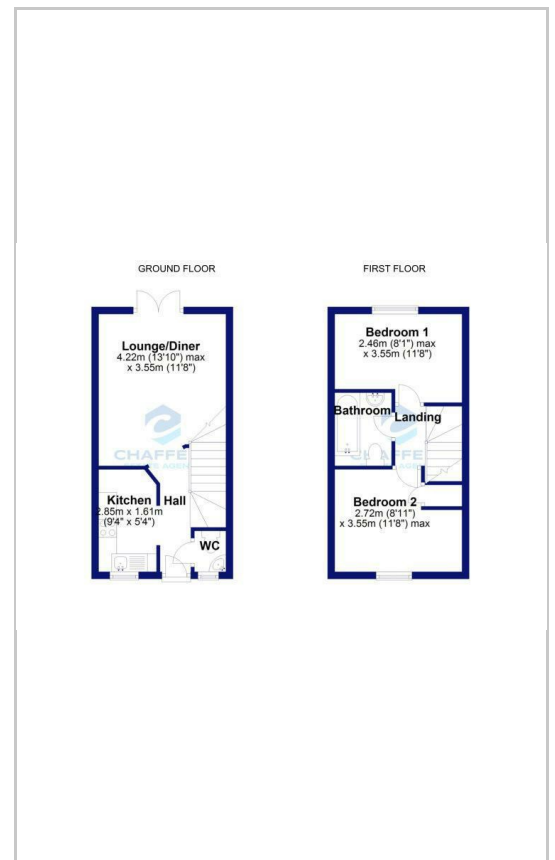 GROUND FLOOR
Lounge/Diner
4.22m (13'10") max
x 3.55m (11'8")
CHAFFE
Kitchen
2.85m x 1.61m
(9'4" x 5'4")
Hall
WC
FIRST FLOOR
Bedroom 1
2.46m (8'1") max
x 3.55m (11'8")
Bathroom
Landing
Bedroom 2
2.72m (8'11")
x 3.55m (11'8") max